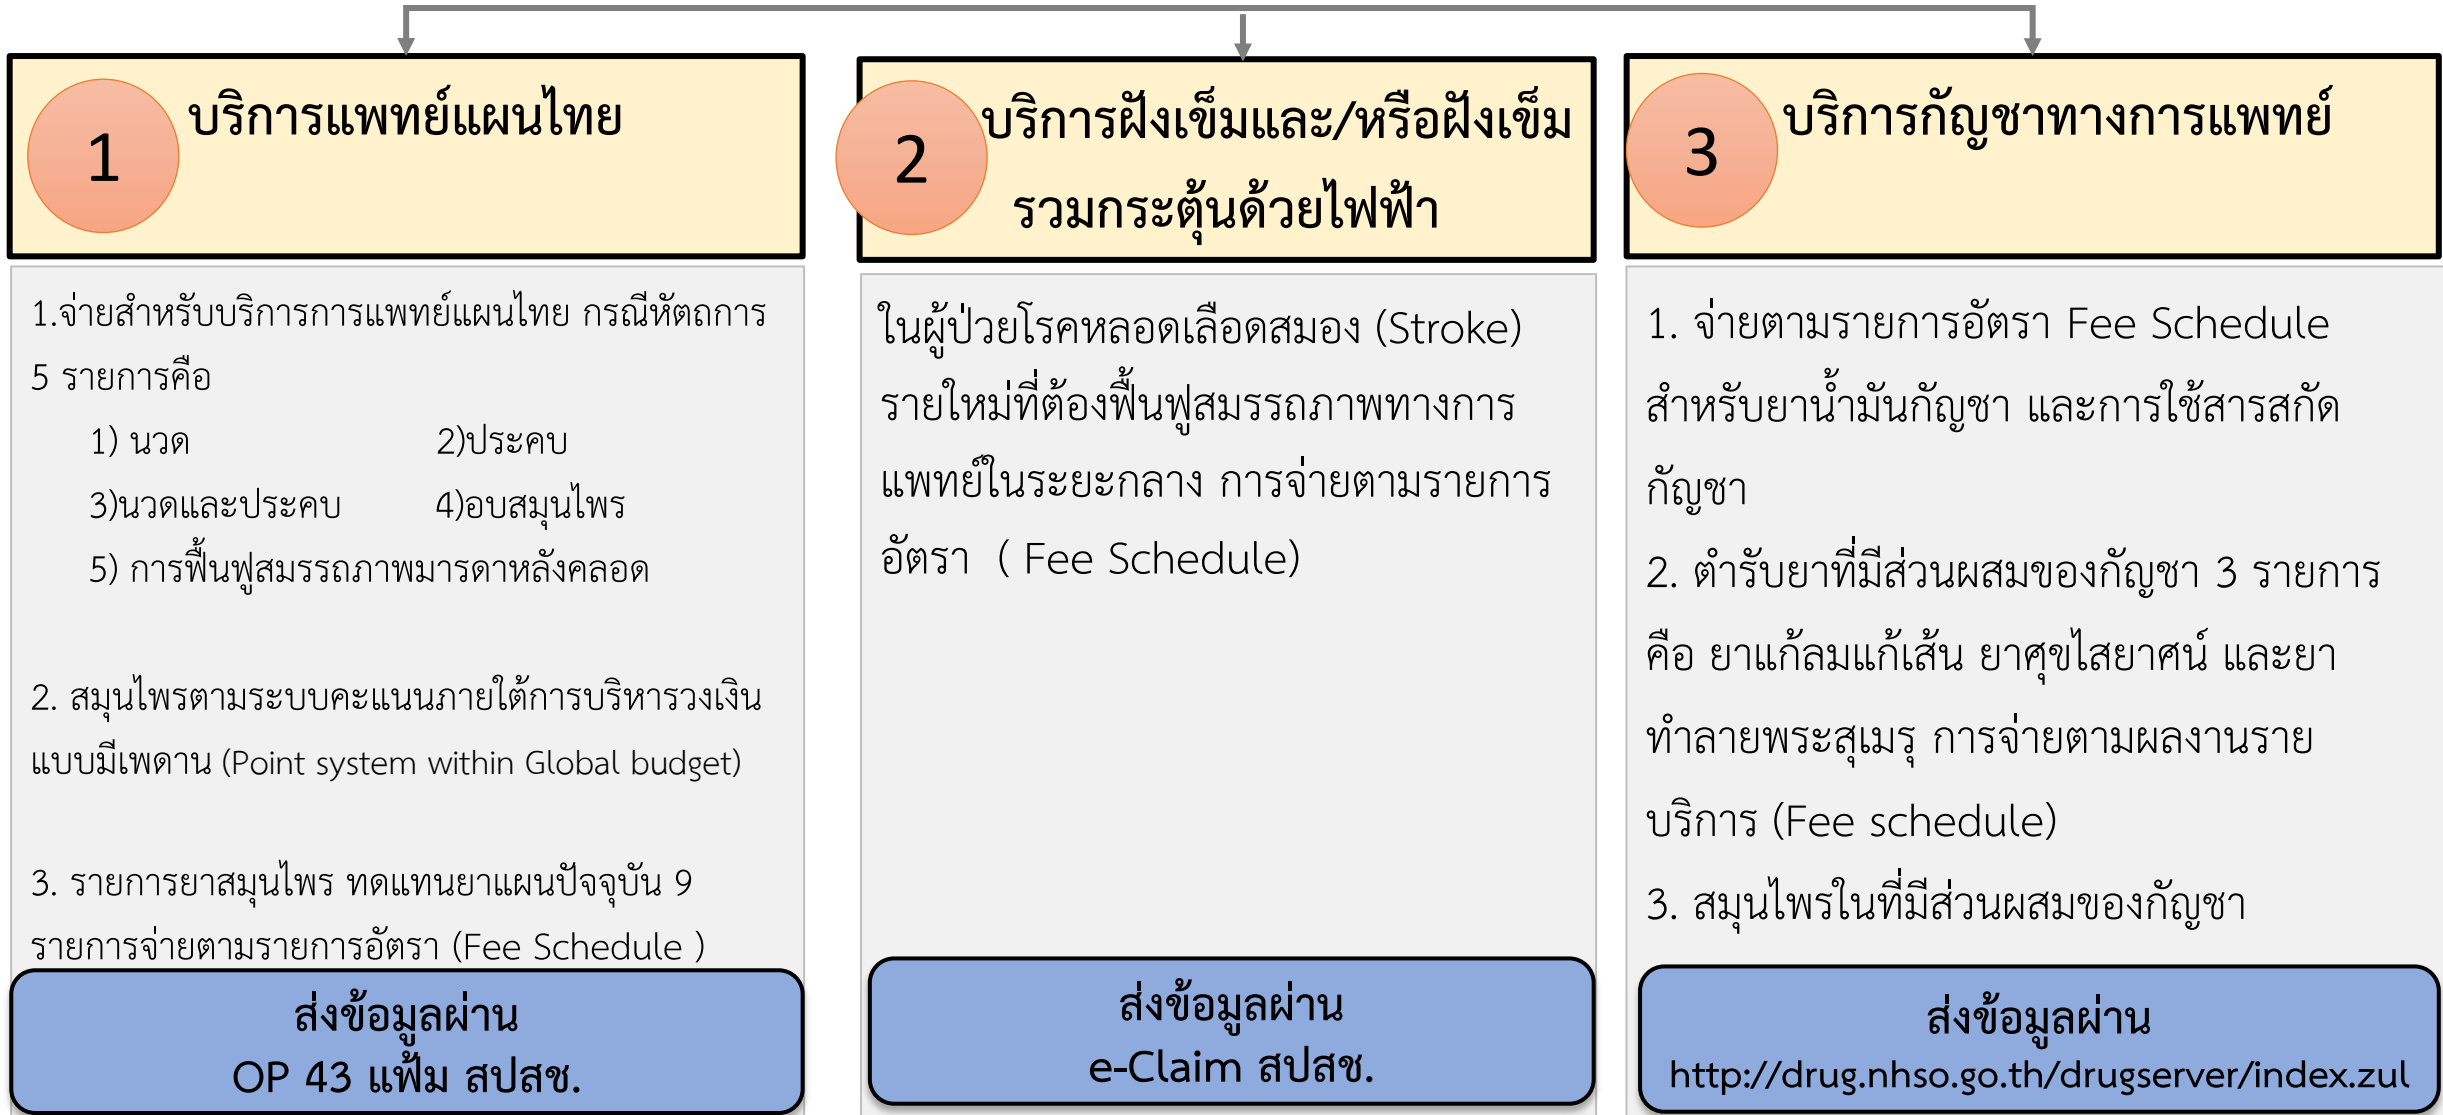 1
บริการแพทย์แผนไทย
1.จ่ายสำหรับบริการการแพทย์แผนไทย กรณีหัตถการ
5 รายการคือ
1) นวด 2)ประคบ
3)นวดและประคบ 4)อบสมุนไพร
5) การฟื้นฟูสมรรถภาพมารดาหลังคลอด
2. สมุนไพรตามระบบคะแนนภายใต้การบริหารวงเงิน
แบบมีเพดาน (Point system within Global budget)
3. รายการยาสมุนไพร ทดแทนยาแผนปัจจุบัน 9
รายการจ่ายตามรายการอัตรา (Fee Schedule )
ส่งข้อมูลผ่าน
OP 43 แฟ้ม สปสช.
2
บริการฝังเข็มและ/หรือฝังเข็ม
รวมกระตุ้นด้วยไฟฟ้า
ในผู้ป่วยโรคหลอดเลือดสมอง (Stroke)
รายใหม่ที่ต้องฟื้นฟูสมรรถภาพทางการ
แพทย์ในระยะกลาง การจ่ายตามรายการ
อัตรา ( Fee Schedule)
ส่งข้อมูลผ่าน
e-Claim สปสช.
3
บริการกัญชาทางการแพทย์
1. จ่ายตามรายการอัตรา Fee Schedule
สำหรับยาน้ำมันกัญชา และการใช้สารสกัด
กัญชา
2. ตำรับยาที่มีส่วนผสมของกัญชา 3 รายการ
คือ ยาแก้ลมแก้เส้น ยาศุขไสยาศน์ และยา
ทำลายพระสุเมรุ การจ่ายตามผลงานราย
บริการ (Fee schedule)
3. สมุนไพรในที่มีส่วนผสมของกัญชา
ส่งข้อมูลผ่าน
http://drug.nhso.go.th/drugserver/index.zul